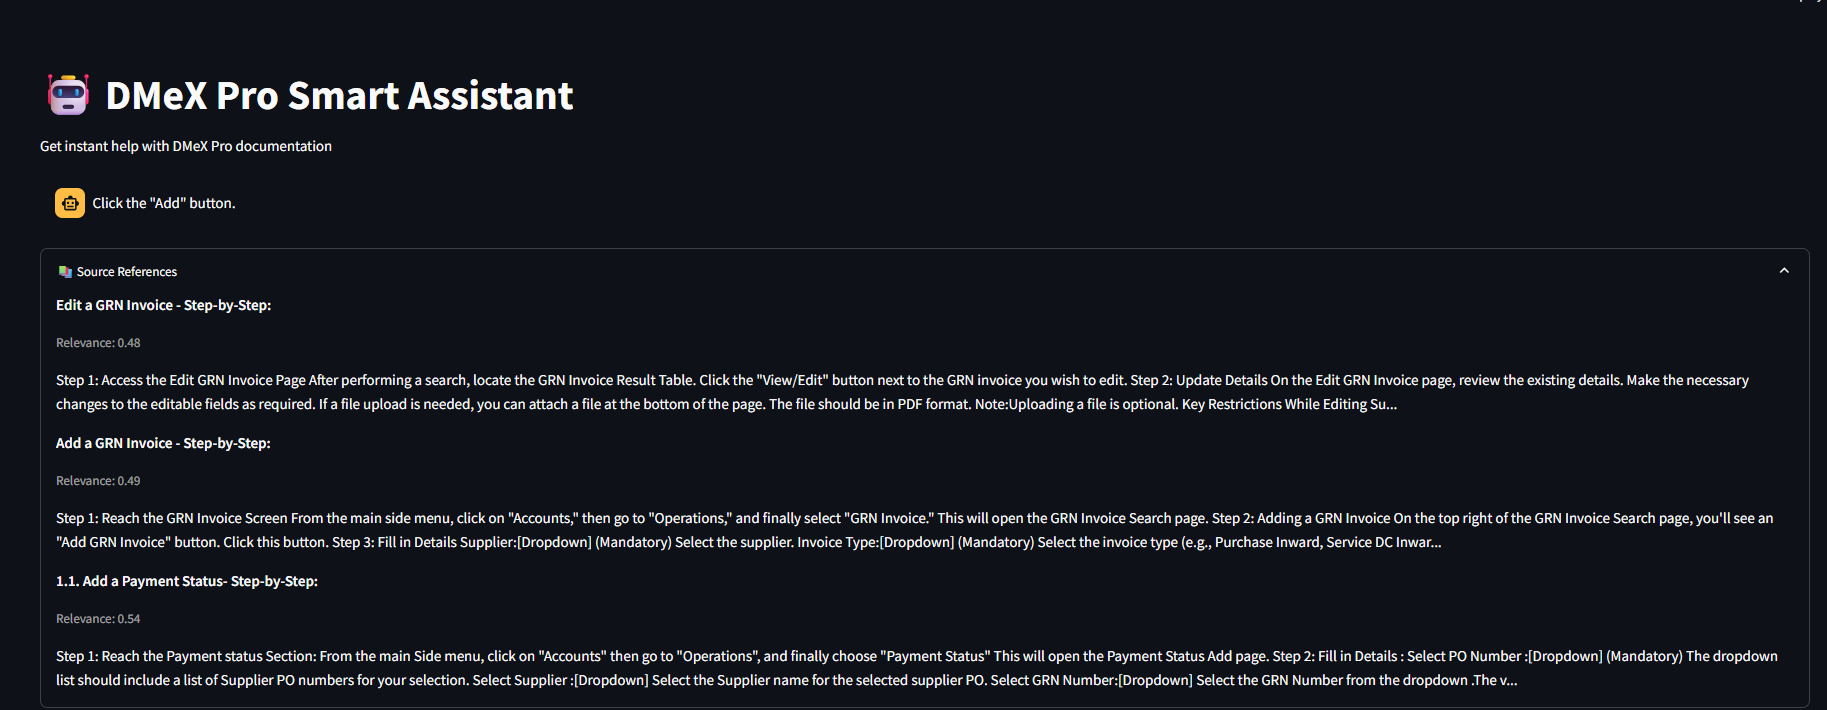 DMeX Pro Smart Assistant
Get instant help with DMeX Pro documentation
Click the "Add" button.
Source References
Edit a GRN Invoice - Step-by-Step:
Relevance: 0.48
Step 1: Access the Edit GRN Invoice Page After performing a search, locate the GRN Invoice Result Table. Click the "View/Edit" button next to the GRN invoice you wish to edit. Step 2: Update Details On the Edit GRN Invoice page, review the existing details. Make the necessary
changes to the editable fields as required. If a file upload is needed, you can attach a file at the bottom of the page. The file should be in PDF format. Note:Uploading a file is optional. Key Restrictions While Editing Su...
Add a GRN Invoice - Step-by-Step:
Relevance: 0.49
Step 1: Reach the GRN Invoice Screen From the main side menu, click on "Accounts," then go to "Operations," and finally select "GRN Invoice." This will open the GRN Invoice Search page. Step 2: Adding a GRN Invoice On the top right of the GRN Invoice Search page, you'll see an
"Add GRN Invoice" button. Click this button. Step 3: Fill in Details Supplier:[Dropdown] (Mandatory) Select the supplier. Invoice Type:[Dropdown] (Mandatory) Select the invoice type (e.g., Purchase Inward, Service DC Inwar...
1.1. Add a Payment Status- Step-by-Step:
Relevance: 0.54
Step 1: Reach the Payment status Section: From the main Side menu, click on "Accounts" then go to "Operations", and finally choose "Payment Status" This will open the Payment Status Add page. Step 2: Fill in Details : Select PO Number :[Dropdown] (Mandatory) The dropdown
list should include a list of Supplier PO numbers for your selection. Select Supplier :[Dropdown] Select the Supplier name for the selected supplier PO. Select GRN Number:[Dropdown] Select the GRN Number from the dropdown .The v...